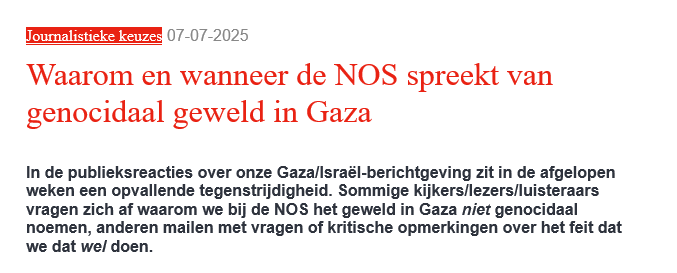 Journalistieke keuzes 07-07-2025
Waarom en wanneer de NOS spreekt van
genocidaal geweld in Gaza
In de publieksreacties over onze Gaza/Israël-berichtgeving zit in de afgelopen
weken een opvallende tegenstrijdigheid. Sommige kijkers/lezers/luisteraars
vragen zich af waarom we bij de NOS het geweld in Gaza niet genocidaal
noemen, anderen mailen met vragen of kritische opmerkingen over het feit dat
we dat wel doen.